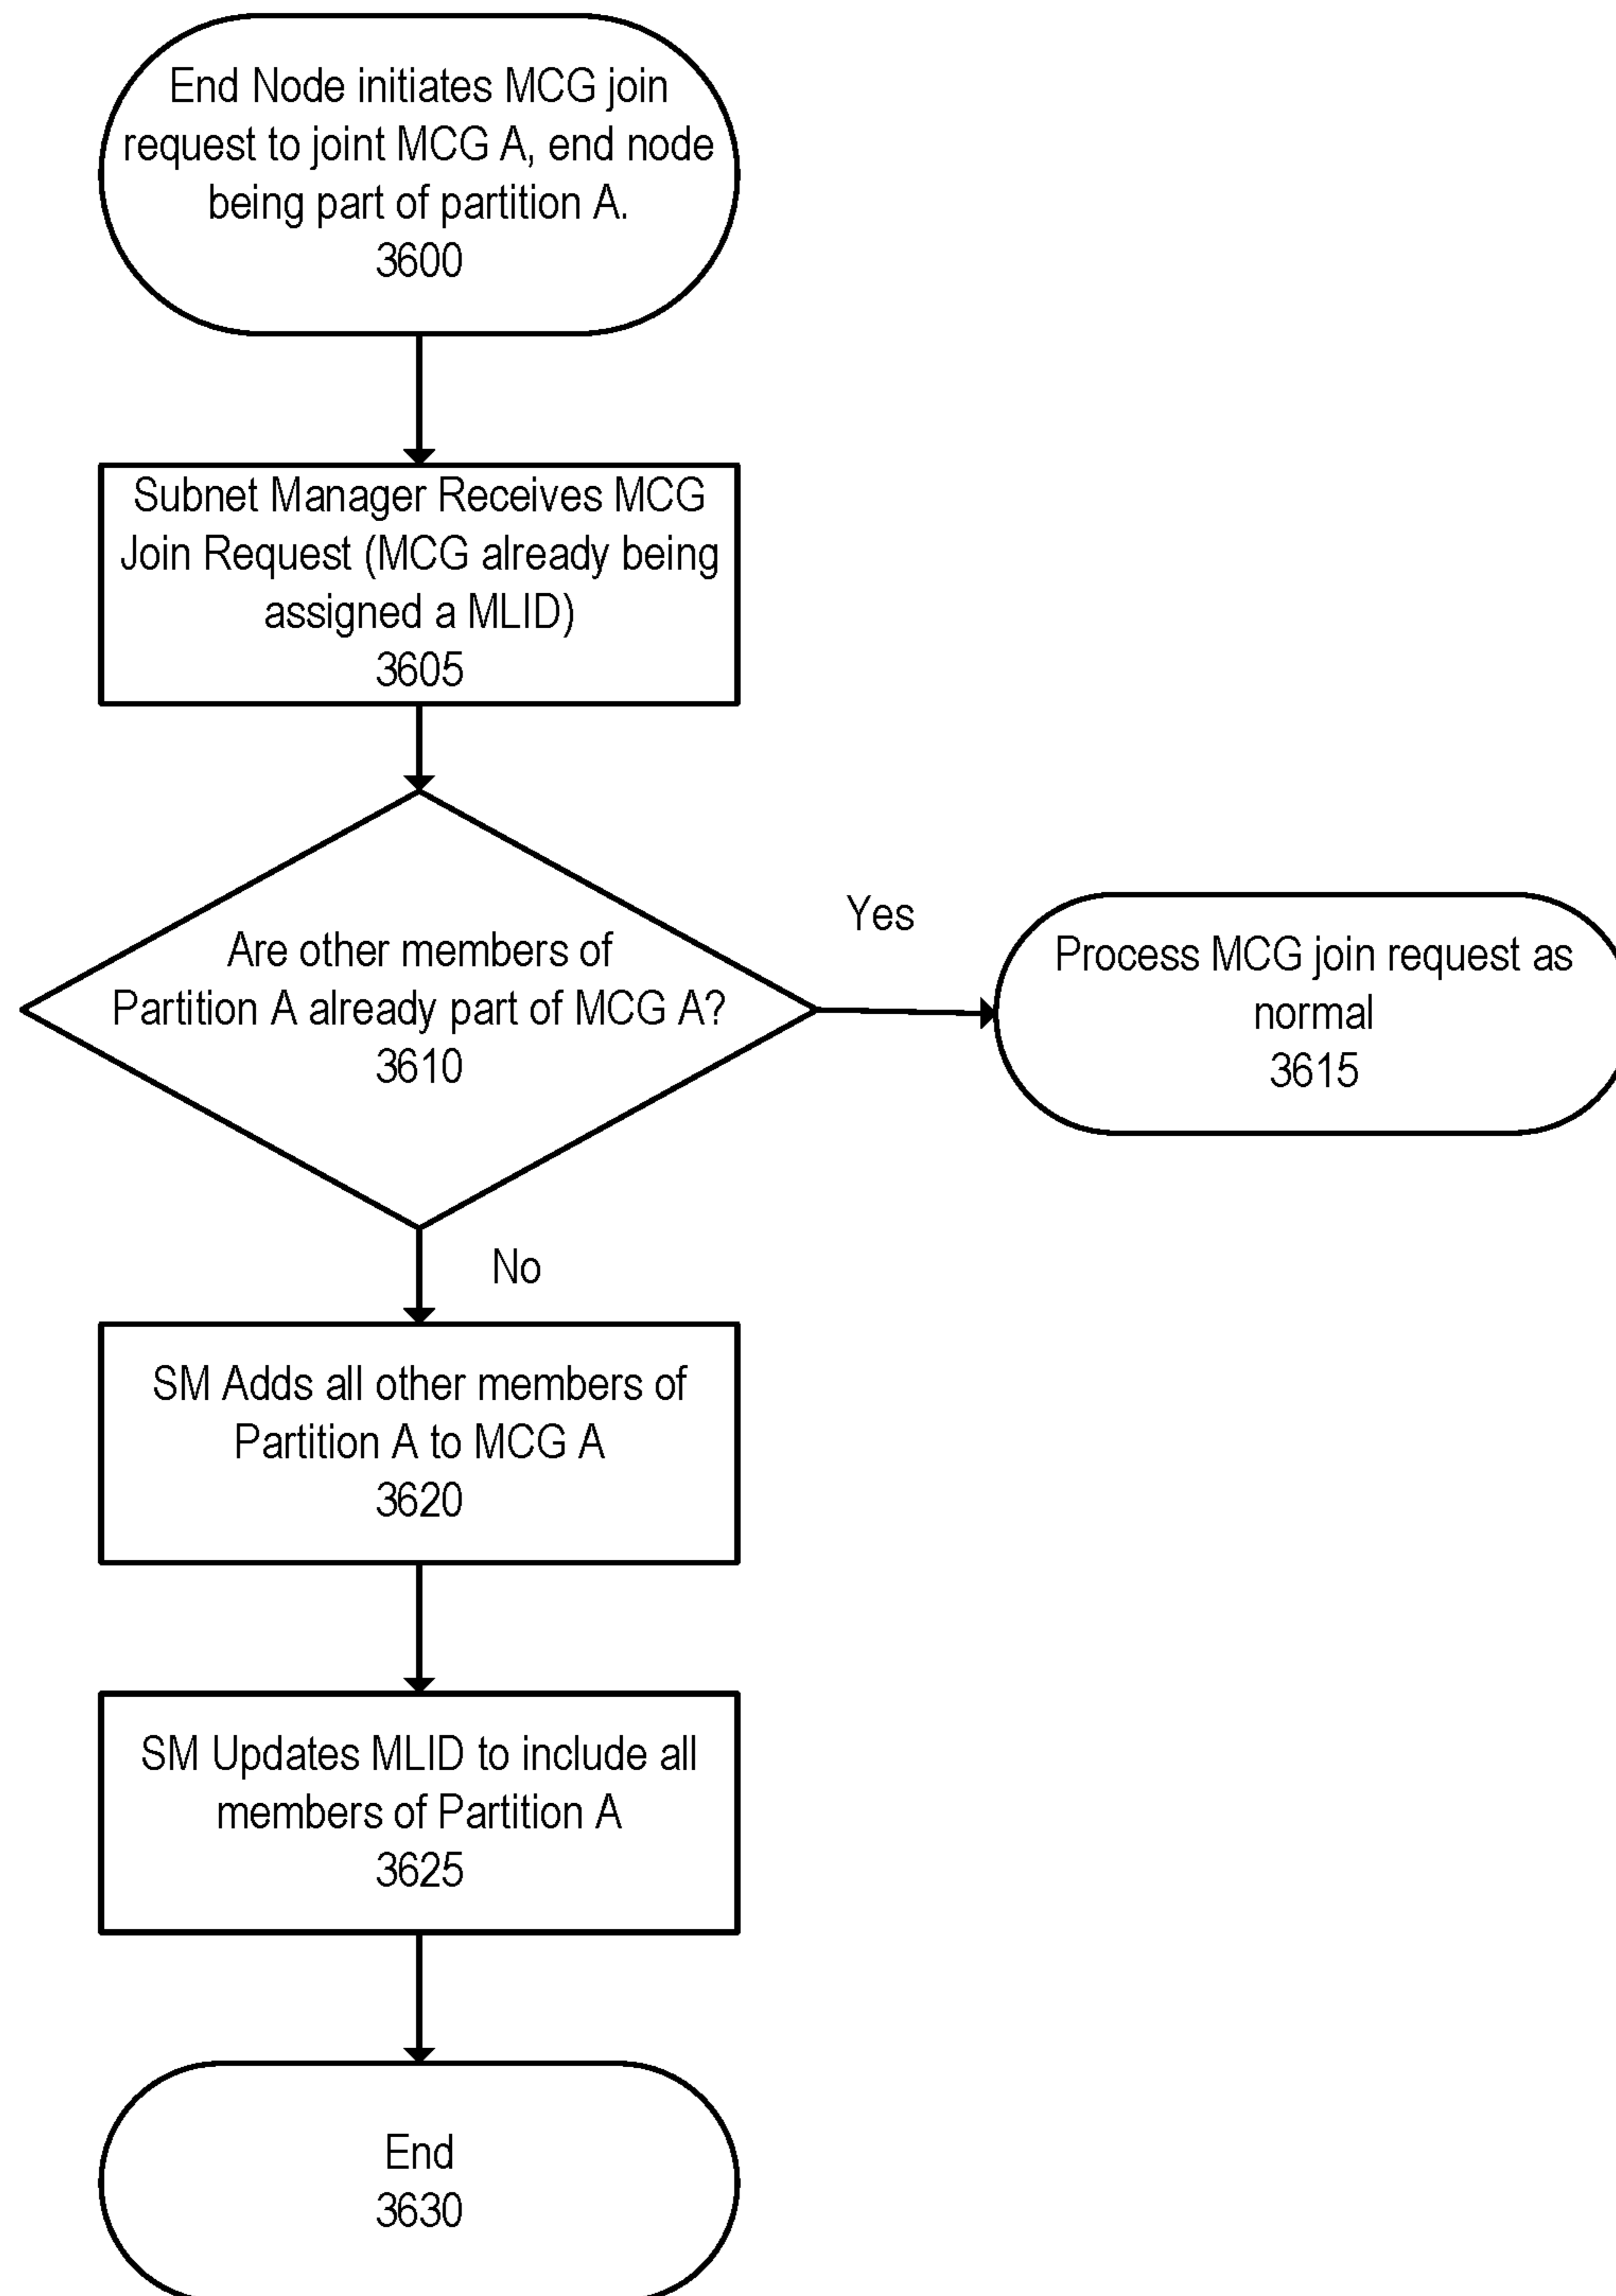 End Node initiates MCG join
request to joint MCG A, end node
being part of partition A.
3600
Subnet Manager Receives MCG
Join Request (MCG already being
assigned a MLID)
3605
Are other members of
Partition A already part of MCG A?
3610
Yes
Process MCG join request as
normal
3615
No
SM Adds all other members of
Partition A to MCG A
3620
SM Updates MLID to include all
members of Partition A
3625
End
3630